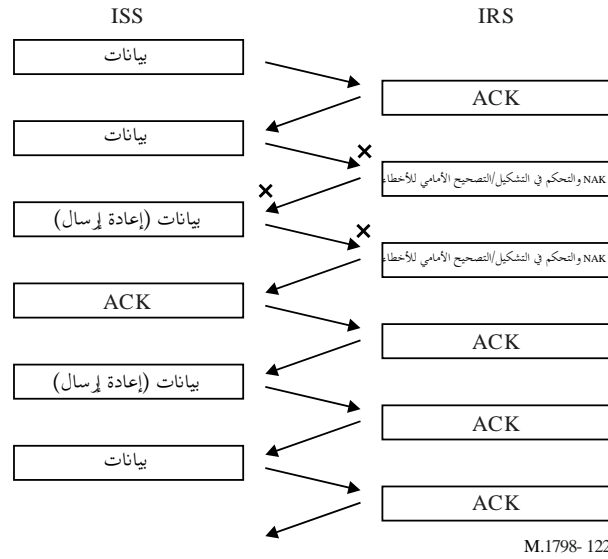 ISS
IRS
بيانات
ACK
بيانات
NAK والتحكم في التشكيل/التصحيح الأمامي للأخطاء
بيانات (إعادة إرسال)
NAK والتحكم في التشكيل/التصحيح الأمامي للأخطاء
ACK
ACK
بيانات (إعادة إرسال)
ACK
بيانات
ACK
M.1798- 122